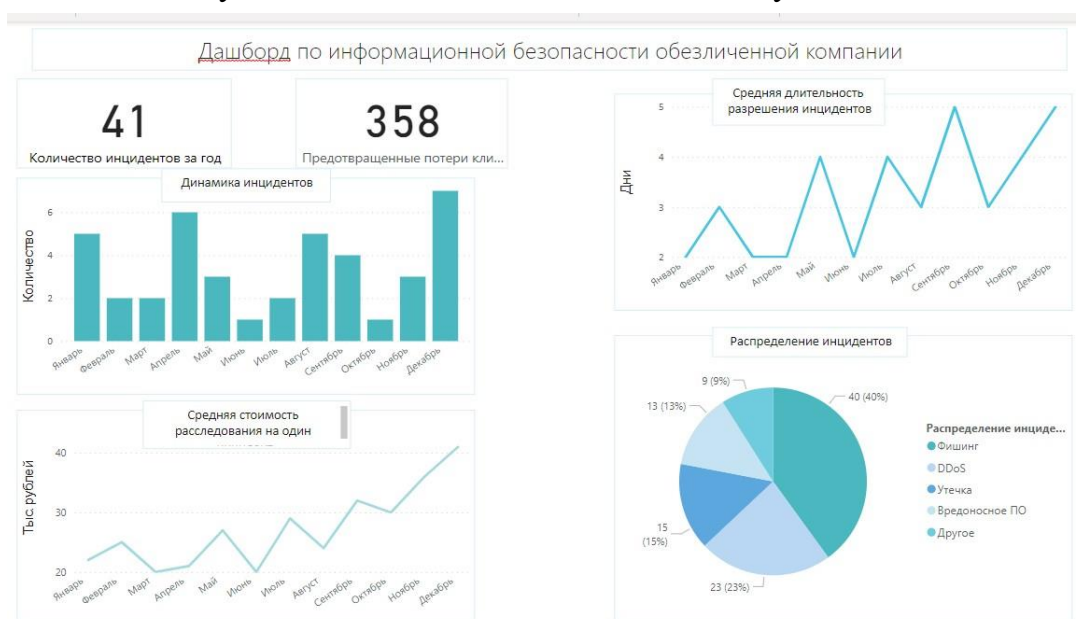 Дашборд по информационной безопасности обезличенной компании
41
Количество инцидентов за год
358
Предотвращенные потери кли...
Динамика инцидентов
Количество
6
4
2
0
Январь
Февраль
Март
Апрель
Май
Июнь
Июль
Август
Сентябрь
Октябрь
Ноябрь
Декабрь
Средняя стоимость
расследования на один
Тыс. рублей
40
30
20
Январь
Февраль
Март
Апрель
Май
Июнь
Июль
Август
Сентябрь
Октябрь
Ноябрь
Декабрь
Средняя длительность
разрешения инцидентов
Дни
5
4
3
2
Январь
Февраль
Март
Апрель
Май
Июнь
Июль
Август
Сентябрь
Октябрь
Ноябрь
Декабрь
Распределение инцидентов
9 (9%)
40 (40%)
13 (13%)
15
(15%)
23 (23%)
Распределение инциде...
Фишинг
DDoS
Утечка
Вредоносное ПО
Другое